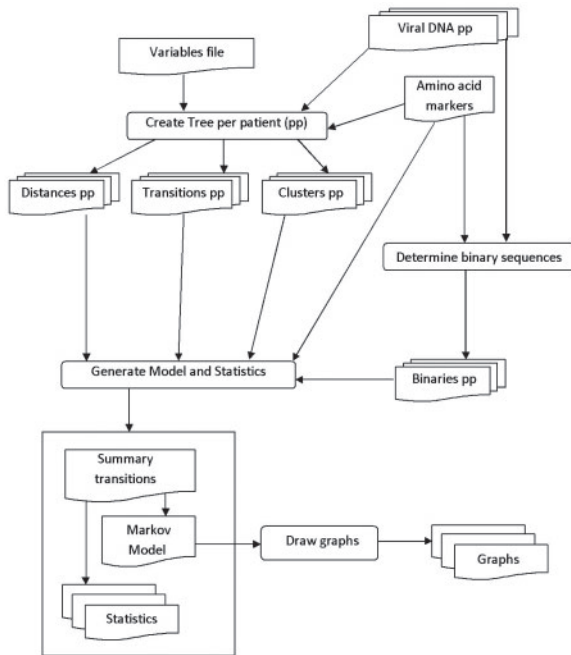 Viral DNA pp
Variables file
Amino acid
markers
Create Tree per patient (pp)
Distances pp
Transitions pp
Clusters pp
Determine binary sequences
Generate Model and Statistics
Binaries pp
Summary
transitions
Markov
Model
Draw graphs
Graphs
Statistics